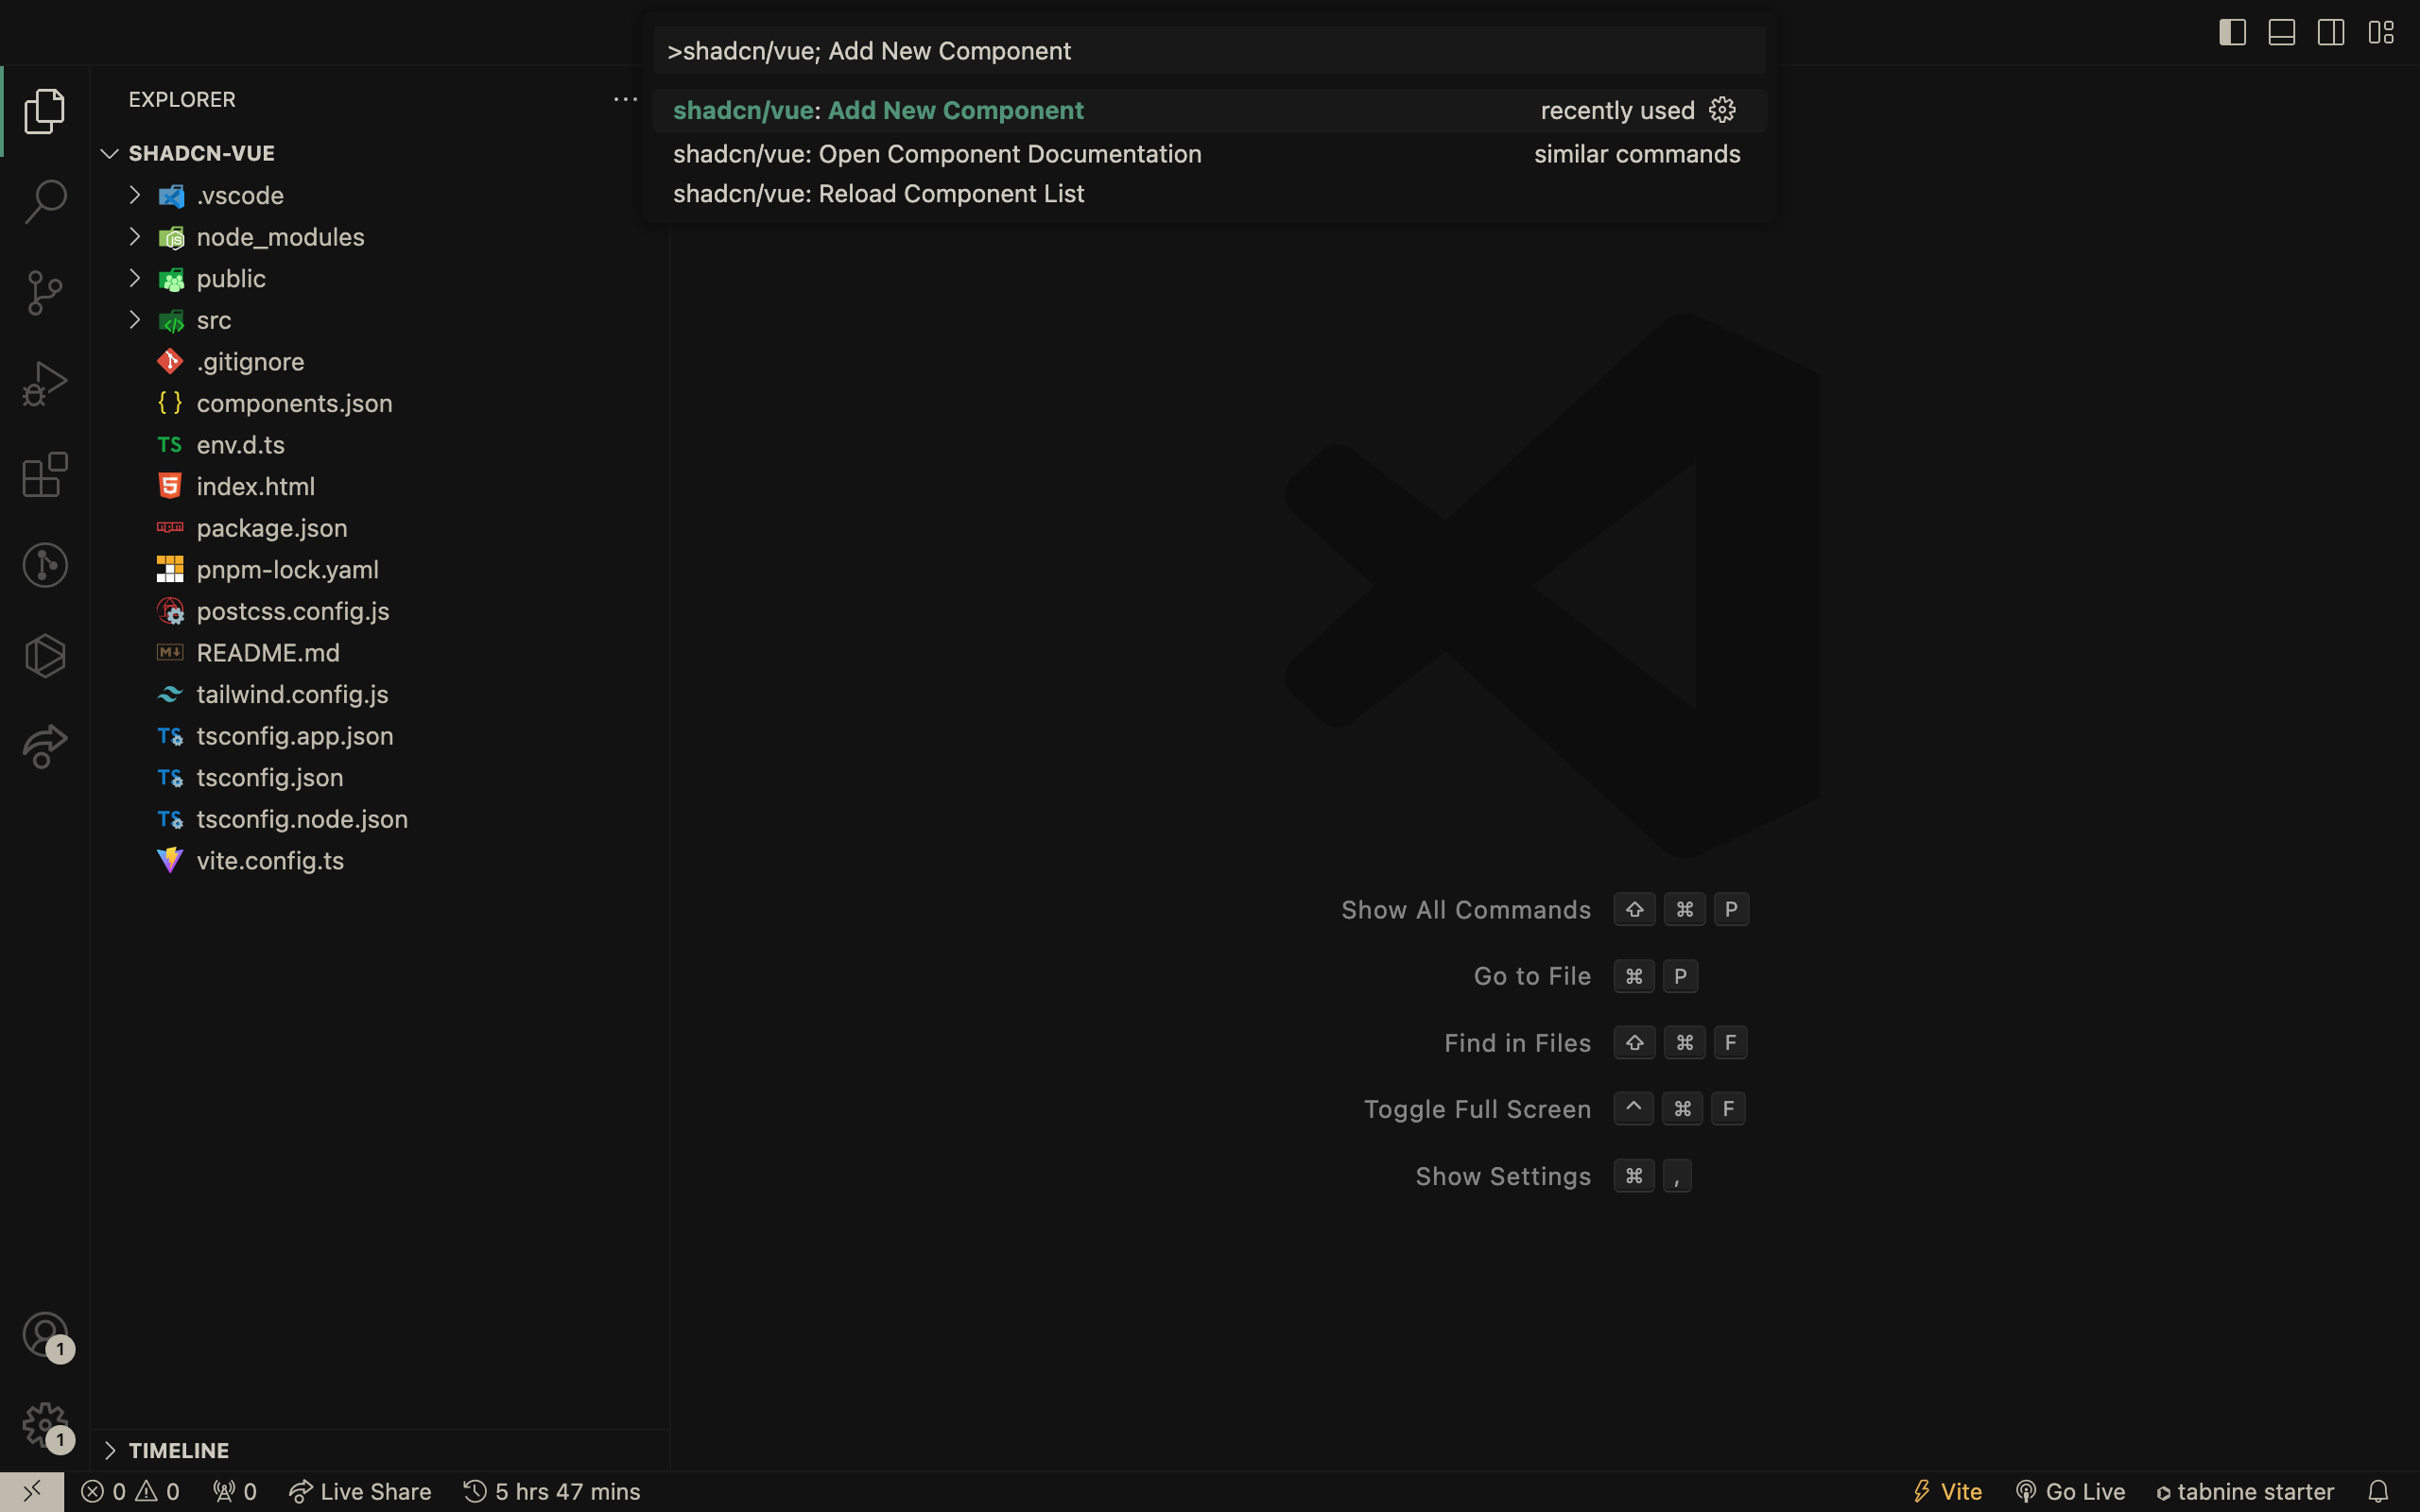 >shadcn/vue; Add New Component
shadcn/vue: Add New Component recently used
shadcn/vue: Open Component Documentation similar commands
shadcn/vue: Reload Component List
EXPLORER
SHADCN-VUE
.vscode
node_modules
public
src
.gitignore
components.json
TS env.d.ts
index.html
package.json
pnpm-lock.yaml
postcss.config.js
README.md
tailwind.config.js
TS tsconfig.app.json
TS tsconfig.json
TS tsconfig.node.json
vite.config.ts
Show All Commands ⇧ ⌘ P
Go to File ⌘ P
Find in Files ⇧ ⌘ F
Toggle Full Screen ^ ⌘ F
Show Settings ⌘ ,
1
1
TIMELINE
0 0 0 Live Share 5 hrs 47 mins Vite Go Live tabnine starter